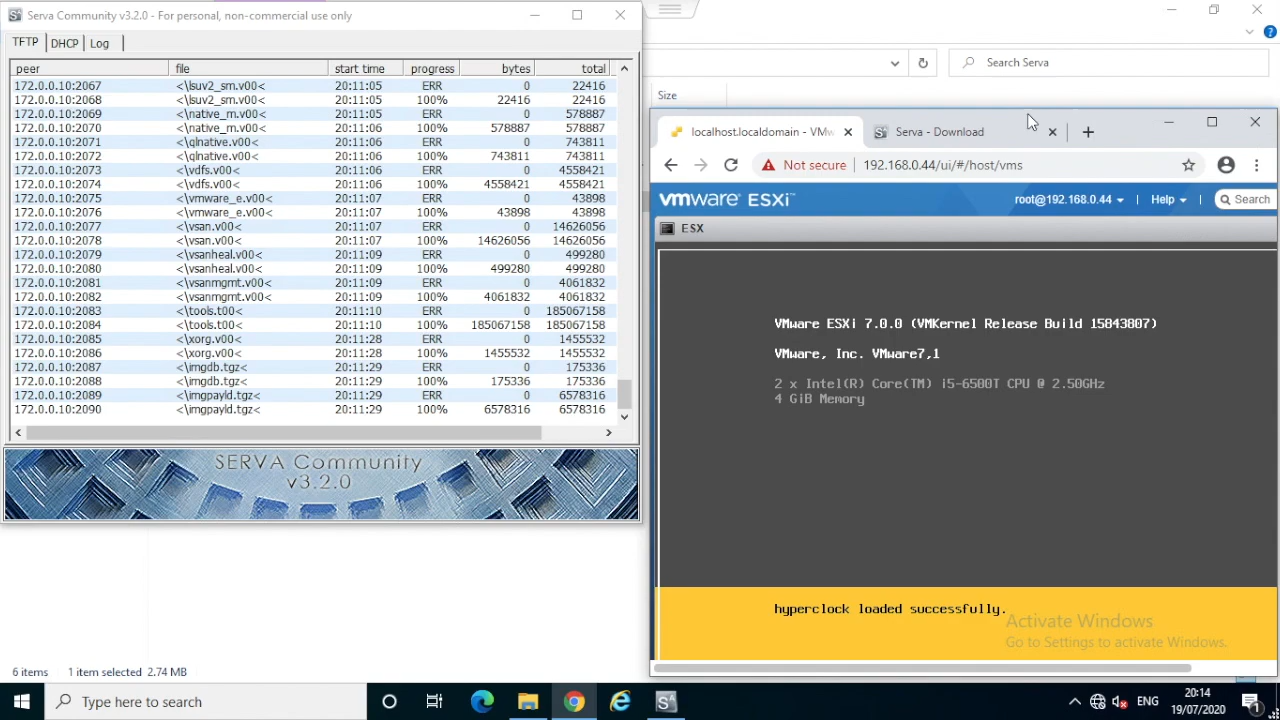 Serva Community v3.2.0 - For personal, non-commercial use only
TFTP DHCP Log
peer file start time progress bytes total
172.0.0.10:2067 <\lsuv2_sm.v00< 20:11:05 ERR 0 22416
172.0.0.10:2068 <\lsuv2_sm.v00< 20:11:05 100% 22416 22416
172.0.0.10:2069 <\native_m.v00< 20:11:05 ERR 0 578887
172.0.0.10:2070 <\native_m.v00< 20:11:06 100% 578887 578887
172.0.0.10:2071 <\qlnative.v00< 20:11:06 ERR 0 743811
172.0.0.10:2072 <\qlnative.v00< 20:11:06 100% 743811 743811
172.0.0.10:2073 <\vdfs.v00< 20:11:06 ERR 0 4558421
172.0.0.10:2074 <\vdfs.v00< 20:11:06 100% 4558421 4558421
172.0.0.10:2075 <\vmware_e.v00< 20:11:07 ERR 0 43898
172.0.0.10:2076 <\vmware_e.v00< 20:11:07 100% 43898 43898
172.0.0.10:2077 <\vsan.v00< 20:11:07 ERR 0 14626056
172.0.0.10:2078 <\vsan.v00< 20:11:07 100% 14626056 14626056
172.0.0.10:2079 <\vsanheal.v00< 20:11:09 ERR 0 499280
172.0.0.10:2080 <\vsanheal.v00< 20:11:09 100% 499280 499280
172.0.0.10:2081 <\vsanmgmt.v00< 20:11:09 ERR 0 4061832
172.0.0.10:2082 <\vsanmgmt.v00< 20:11:09 100% 4061832 4061832
172.0.0.10:2083 <\tools.t00< 20:11:10 ERR 0 185067158
172.0.0.10:2084 <\tools.t00< 20:11:10 100% 185067158 185067158
172.0.0.10:2085 <\xorg.v00< 20:11:28 ERR 0 1455532
172.0.0.10:2086 <\xorg.v00< 20:11:28 100% 1455532 1455532
172.0.0.10:2087 <\imgdb.tgz< 20:11:29 ERR 0 175336
172.0.0.10:2088 <\imgdb.tgz< 20:11:29 100% 175336 175336
172.0.0.10:2089 <\imgpayld.tgz< 20:11:29 ERR 0 6578316
172.0.0.10:2090 <\imgpayld.tgz< 20:11:29 100% 6578316 6578316
SERVA Community
v3.2.0
Search Serva
Size
localhost.localdomain - VMw
Serva - Download
Not secure 192.168.0.44/ui/#/host/vms
vmware ESXi™
root@192.168.0.44 Help Search
ESX
VMware ESXi 7.0.0 (VMKernel Release Build 15843807)
VMware, Inc. VMware7,1
2 x Intel(R) Core(TM) i5-6500T CPU @ 2.50GHz
4 GiB Memory
hyperclock loaded successfully.
Activate Windows
Go to Settings to activate Windows.
6 items 1 item selected 2.74 MB
Type here to search
ENG
20:14
19/07/2020
1